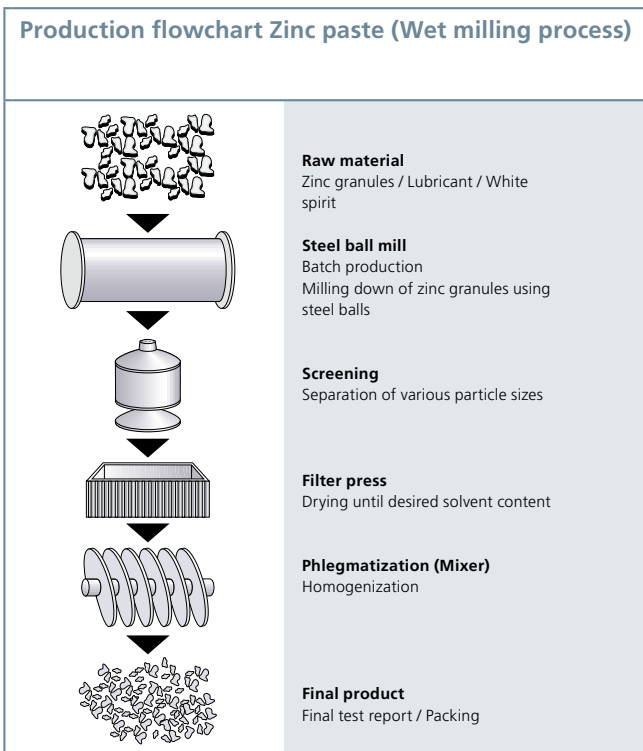 Production flowchart Zinc paste (Wet milling process)
Raw material
Zinc granules / Lubricant / White
spirit
Steel ball mill
Batch production
Milling down of zinc granules using
steel balls
Screening
Separation of various particle sizes
Filter press
Drying until desired solvent content
Phlegmatization (Mixer)
Homogenization
Final product
Final test report / Packing